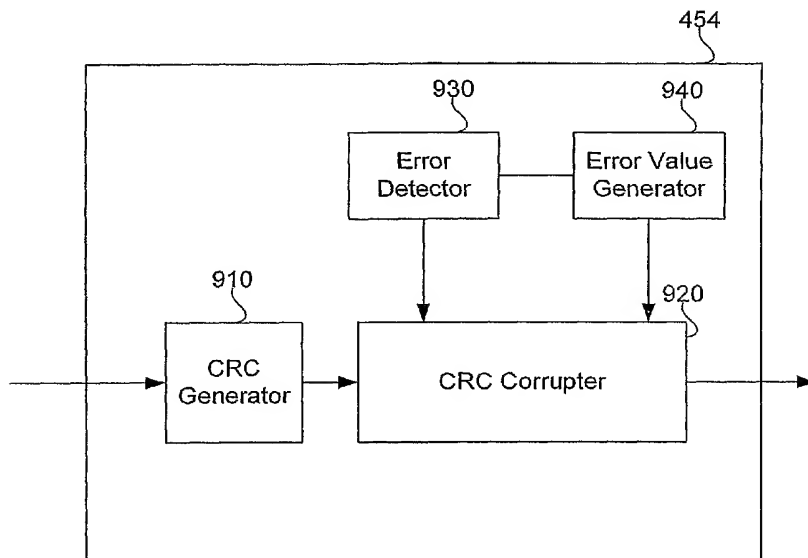 454
930
940
Error
Detector
Error Value
Generator
910
920
CRC
Generator
CRC Corrupter